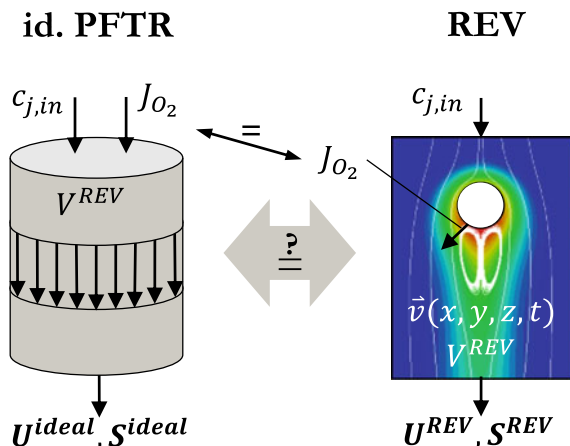 id. PFTR
REV
c_{j,in}
J_{O_2}
c_{j,in}
=
J_{O_2}
V^{REV}
?
=
\vec{v}(x, y, z, t)
V^{REV}
U^{ideal}, S^{ideal}
U^{REV}, S^{REV}